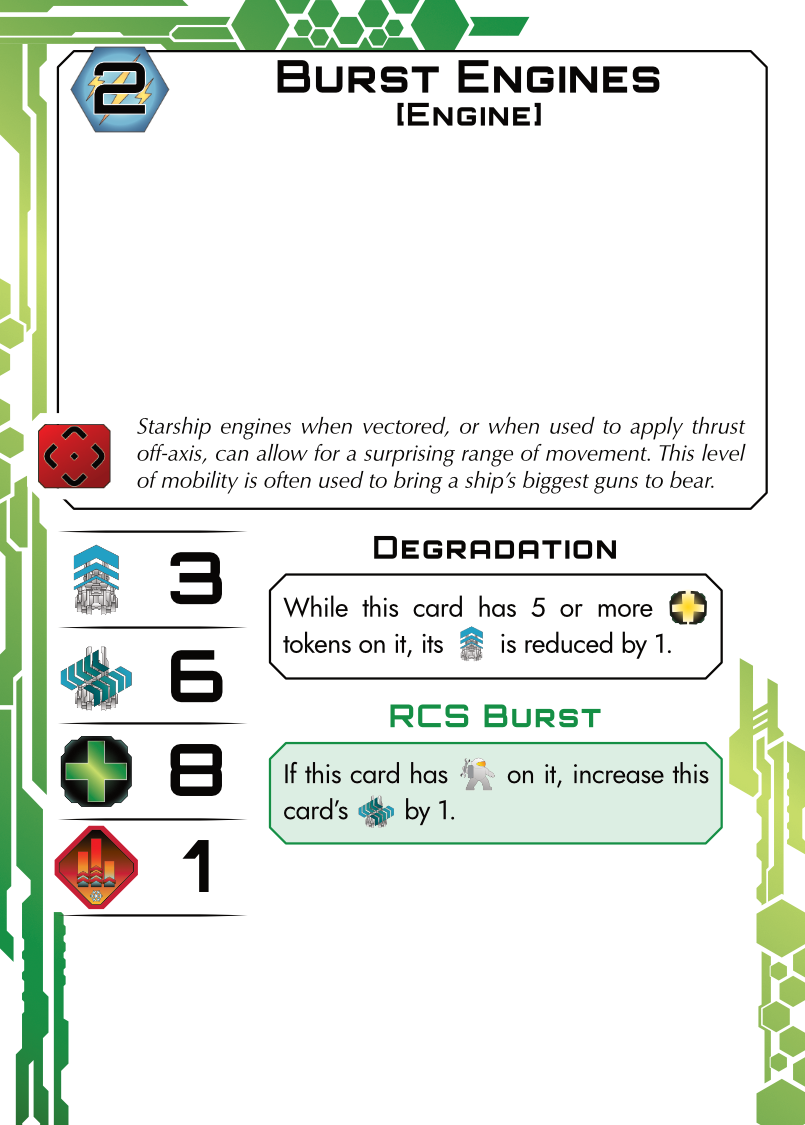 2
Burst Engines
[Engine]
Starship engines when vectored, or when used to apply thrust
off-axis, can allow for a surprising range of movement. This level
of mobility is often used to bring a ship's biggest guns to bear.
3
6
8
1
Degradation
While this card has 5 or more
tokens on it, its is reduced by 1.
RCS Burst
If this card has on it, increase this
card's by 1.